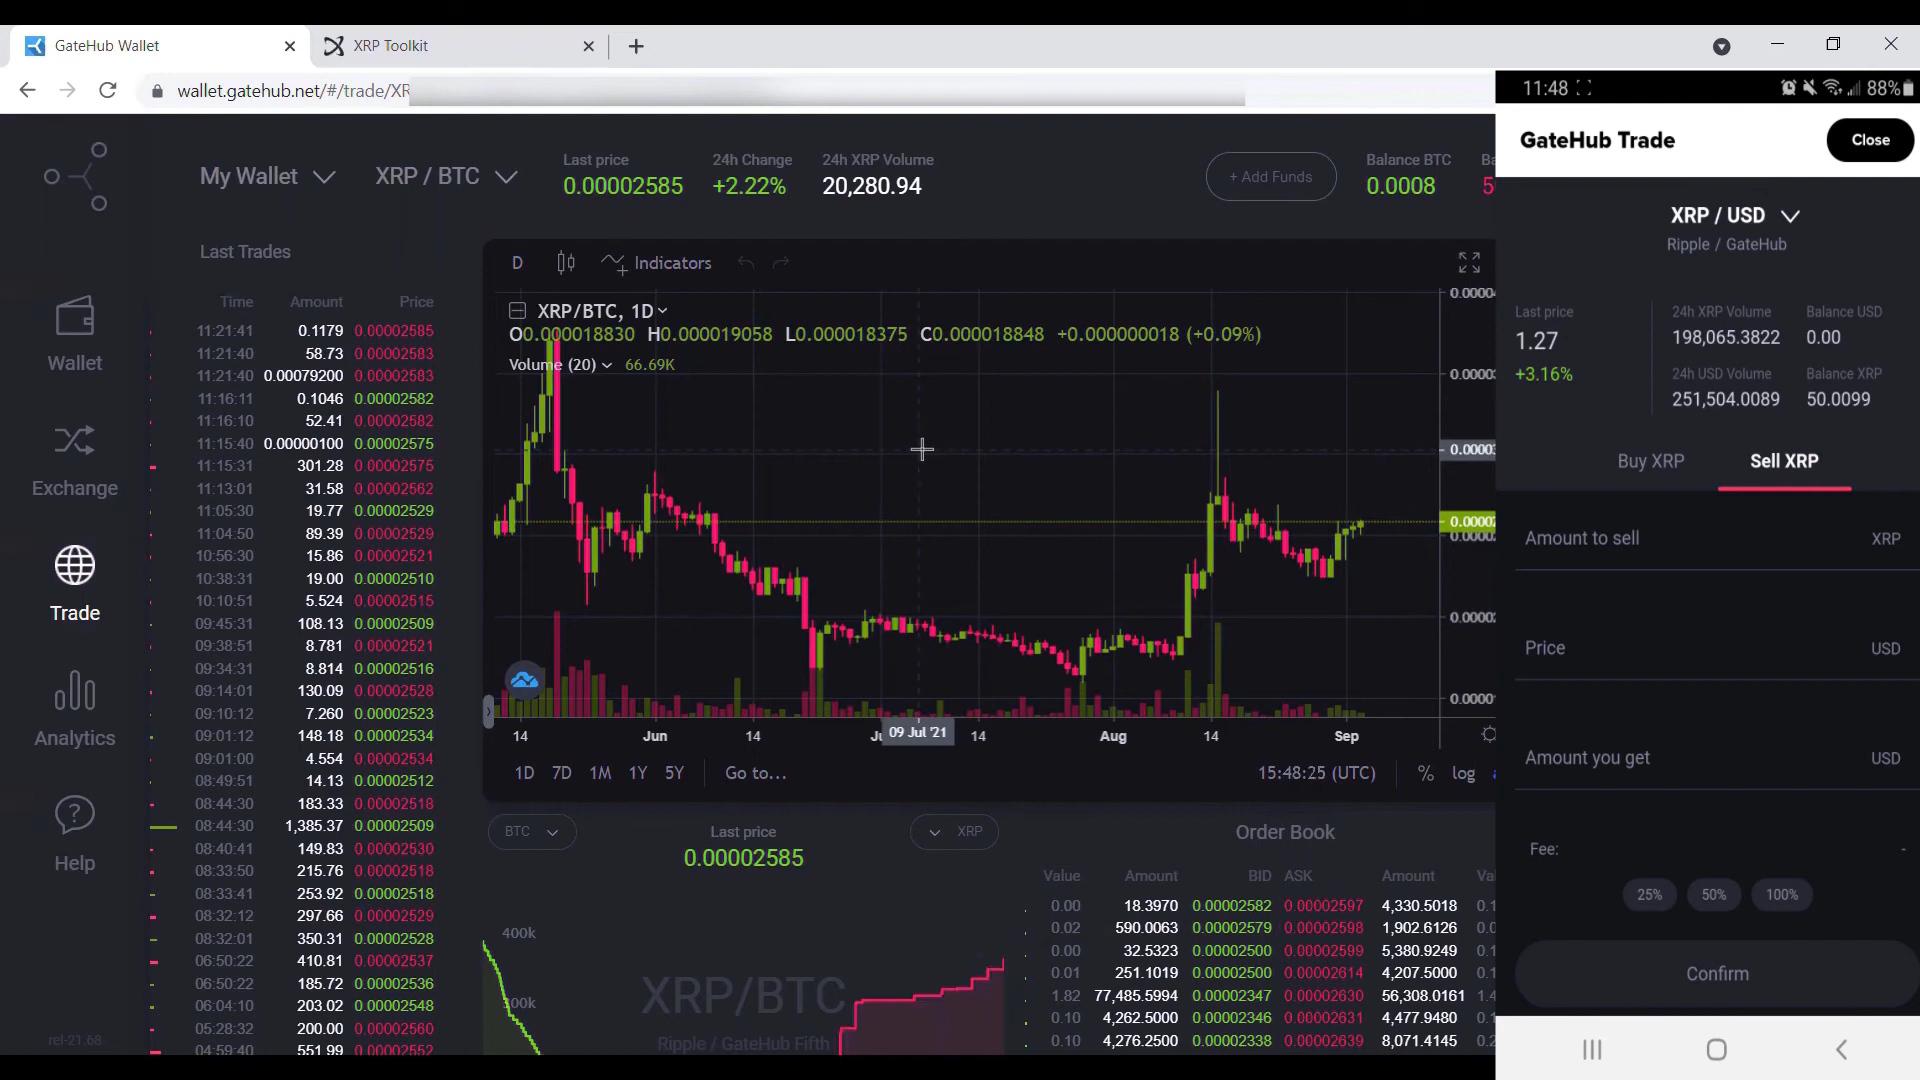 GateHub Wallet
XRP Toolkit
wallet.gatehub.net/#/trade/XR
My Wallet
XRP / BTC
Last price
0.00002585
24h Change
+2.22%
24h XRP Volume
20,280.94
+ Add Funds
Balance BTC
0.0008
Wallet
Exchange
Trade
Analytics
Help
rel-21.68
Last Trades
Time Amount Price
11:21:41 0.1179 0.00002585
11:21:40 58.73 0.00002583
11:21:40 0.00079200 0.00002583
11:16:11 0.1046 0.00002582
11:16:10 52.41 0.00002582
11:15:40 0.00000100 0.00002575
11:15:31 301.28 0.00002575
11:13:01 31.58 0.00002562
11:05:30 19.77 0.00002529
11:04:50 89.39 0.00002529
10:56:30 15.86 0.00002521
10:38:31 19.00 0.00002510
10:10:51 5.524 0.00002515
09:45:31 108.13 0.00002509
09:38:51 8.781 0.00002521
09:34:31 8.814 0.00002516
09:14:01 130.09 0.00002528
09:10:12 7.260 0.00002523
09:01:12 148.18 0.00002534
09:01:00 4.554 0.00002534
08:49:51 14.13 0.00002512
08:44:30 183.33 0.00002518
08:44:30 1,385.37 0.00002509
08:40:41 149.83 0.00002520
08:33:50 215.76 0.00002518
08:33:41 253.92 0.00002518
08:32:12 297.66 0.00002529
08:32:01 350.31 0.00002528
06:50:22 410.81 0.00002537
06:50:22 185.72 0.00002536
06:04:10 203.02 0.00002548
05:28:32 200.00 0.00002560
04:59:40 551.99 0.00002552
D Indicators
XRP/BTC, 1D
O0.000018830 H0.000019058 L0.000018375 C0.000018848 +0.000000018 (+0.09%)
Volume (20) 66.69K
14 Jun 14 09 Jul '21 14 Aug 14 Sep
1D 7D 1M 1Y 5Y Go to... 15:48:25 (UTC) % log
BTC
Last price
0.00002585
XRP
400k
XRP/BTC
Ripple / GateHub Fifth
Order Book
Value Amount BID ASK Amount
0.00 18.3970 0.00002582 0.00002597 4,330.5018
0.02 590.0063 0.00002579 0.00002598 1,902.6126
0.00 32.5323 0.00002500 0.00002599 5,380.9249
0.01 251.1019 0.00002500 0.00002614 4,207.5000
1.82 77,485.5994 0.00002347 0.00002630 56,308.0161
0.10 4,262.5000 0.00002346 0.00002631 4,477.9480
0.10 4,276.2500 0.00002338 0.00002639 8,071.4145
11:48 88%
GateHub Trade
Close
XRP / USD
Ripple / GateHub
Last price
1.27
+3.16%
24h XRP Volume
198,065.3822
Balance USD
0.00
24h USD Volume
251,504.0089
Balance XRP
50.0099
Buy XRP
Sell XRP
Amount to sell XRP
Price USD
Amount you get USD
Fee: -
25% 50% 100%
Confirm